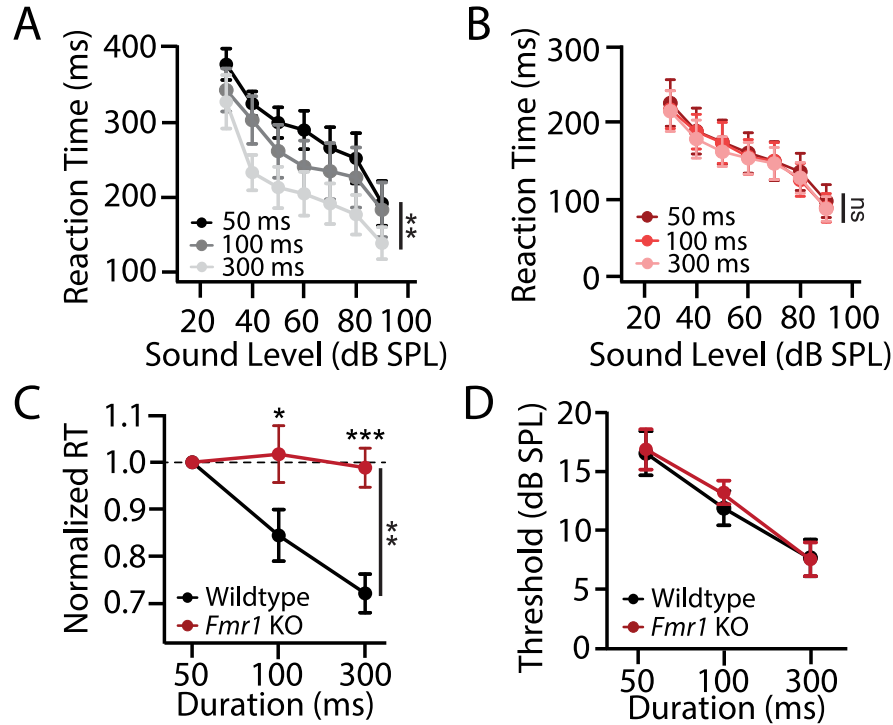 A
Reaction Time (ms)
400
300
200
100
50 ms
100 ms
300 ms
**
20 40 60 80 100
Sound Level (dB SPL)
B
Reaction Time (ms)
300
200
100
0
50 ms
100 ms
300 ms
ns
20 40 60 80 100
Sound Level (dB SPL)
C
Normalized RT
1.1
1.0
0.9
0.8
0.7
*
***
**
Wildtype
Fmr1 KO
50 100 300
Duration (ms)
D
Threshold (dB SPL)
20
15
10
5
0
Wildtype
Fmr1 KO
50 100 300
Duration (ms)